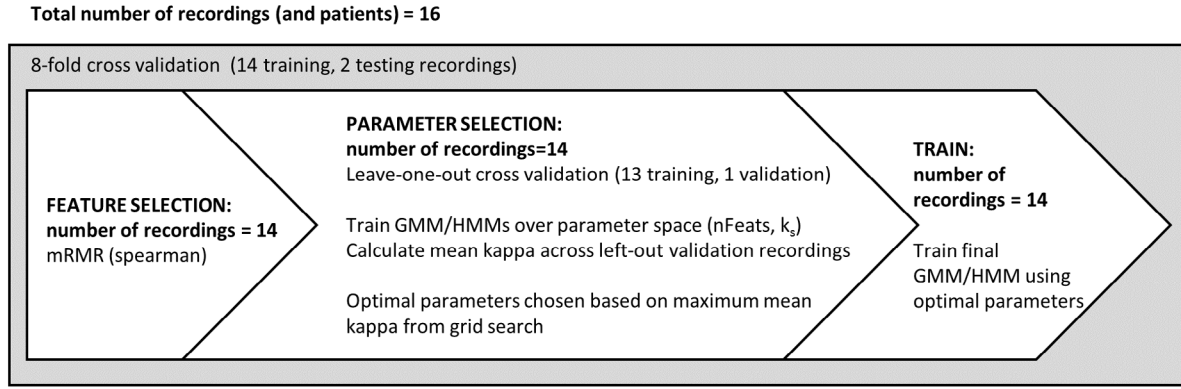 Total number of recordings (and patients) = 16
8-fold cross validation (14 training, 2 testing recordings)
FEATURE SELECTION:
number of recordings = 14
mRMR (spearman)
PARAMETER SELECTION:
number of recordings=14
Leave-one-out cross validation (13 training, 1 validation)
Train GMM/HMMs over parameter space (nFeats, kₛ)
Calculate mean kappa across left-out validation recordings
Optimal parameters chosen based on maximum mean
kappa from grid search
TRAIN:
number of
recordings = 14
Train final
GMM/HMM using
optimal parameters